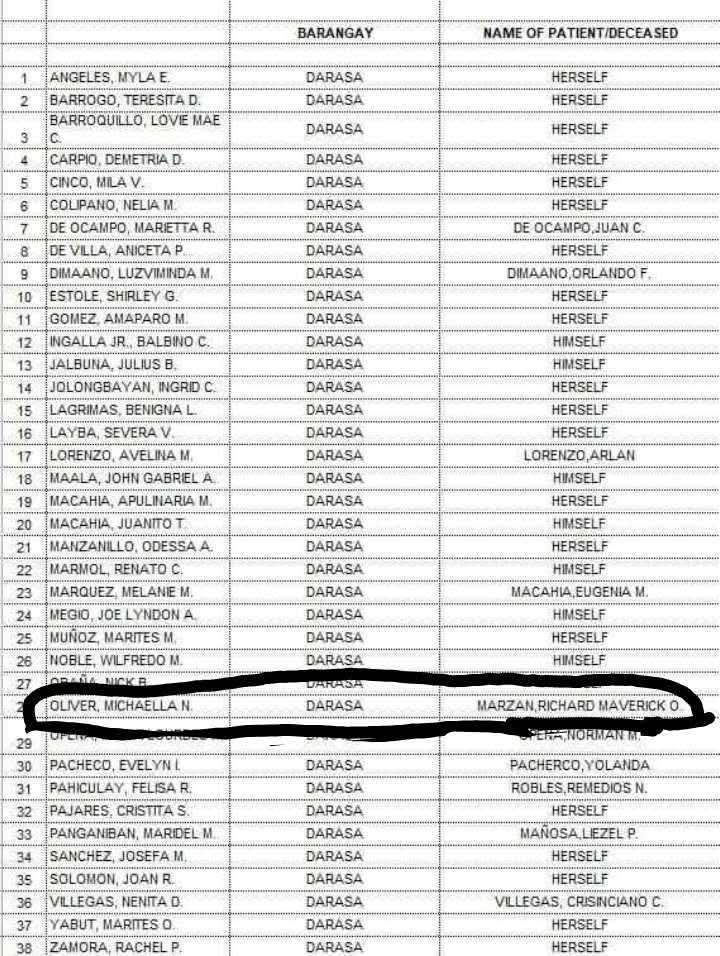 BARANGAY NAME OF PATIENT/DECEASED
1 ANGELES, MYLA E. DARASA HERSELF
2 BARROGO, TERESITA D. DARASA HERSELF
3 BARROQUILLO, LOVIE MAE C. DARASA HERSELF
4 CARPIO, DEMETRIA D. DARASA HERSELF
5 CINCO, MILA V. DARASA HERSELF
6 COLIPANO, NELIA M. DARASA HERSELF
7 DE OCAMPO, MARIETTA R. DARASA DE OCAMPO,JUAN C.
8 DE VILLA, ANICETA P. DARASA HERSELF
9 DIMAANO, LUZVIMINDA M. DARASA DIMAANO,ORLANDO F.
10 ESTOLE, SHIRLEY G. DARASA HERSELF
11 GOMEZ, AMAPARO M. DARASA HERSELF
12 INGALLA JR., BALBINO C. DARASA HIMSELF
13 JALBUNA, JULIUS B. DARASA HIMSELF
14 JOLONGBAYAN, INGRID C. DARASA HERSELF
15 LAGRIMAS, BENIGNA L. DARASA HERSELF
16 LAYBA, SEVERA V. DARASA HERSELF
17 LORENZO, AVELINA M. DARASA LORENZO,ARLAN
18 MAALA, JOHN GABRIEL A. DARASA HIMSELF
19 MACAHIA, APULINARIA M. DARASA HERSELF
20 MACAHIA, JUANITO T. DARASA HIMSELF
21 MANZANILLO, ODESSA A. DARASA HERSELF
22 MARMOL, RENATO C. DARASA HIMSELF
23 MARQUEZ, MELANIE M. DARASA MACAHIA,EUGENIA M.
24 MEGIO, JOE LYNDON A. DARASA HIMSELF
25 MUÑOZ, MARITES M. DARASA HERSELF
26 NOBLE, WILFREDO M. DARASA HIMSELF
27 NICK B. DARASA
OLIVER, MICHAELLA N. DARASA MARZAN,RICHARD MAVERICK O.
29 OPEÑA,NORMAN M.
30 PACHECO, EVELYN I. DARASA PACHERCO,YOLANDA
31 PAHICULAY, FELISA R. DARASA ROBLES,REMEDIOS N.
32 PAJARES, CRISTITA S. DARASA HERSELF
33 PANGANIBAN, MARIDEL M. DARASA MAÑOSA,LIEZEL P.
34 SANCHEZ, JOSEFA M. DARASA HERSELF
35 SOLOMON, JOAN R. DARASA HERSELF
36 VILLEGAS, NENITA D. DARASA VILLEGAS, CRISINCIANO C.
37 YABUT, MARITES O. DARASA HERSELF
38 ZAMORA, RACHEL P. DARASA HERSELF